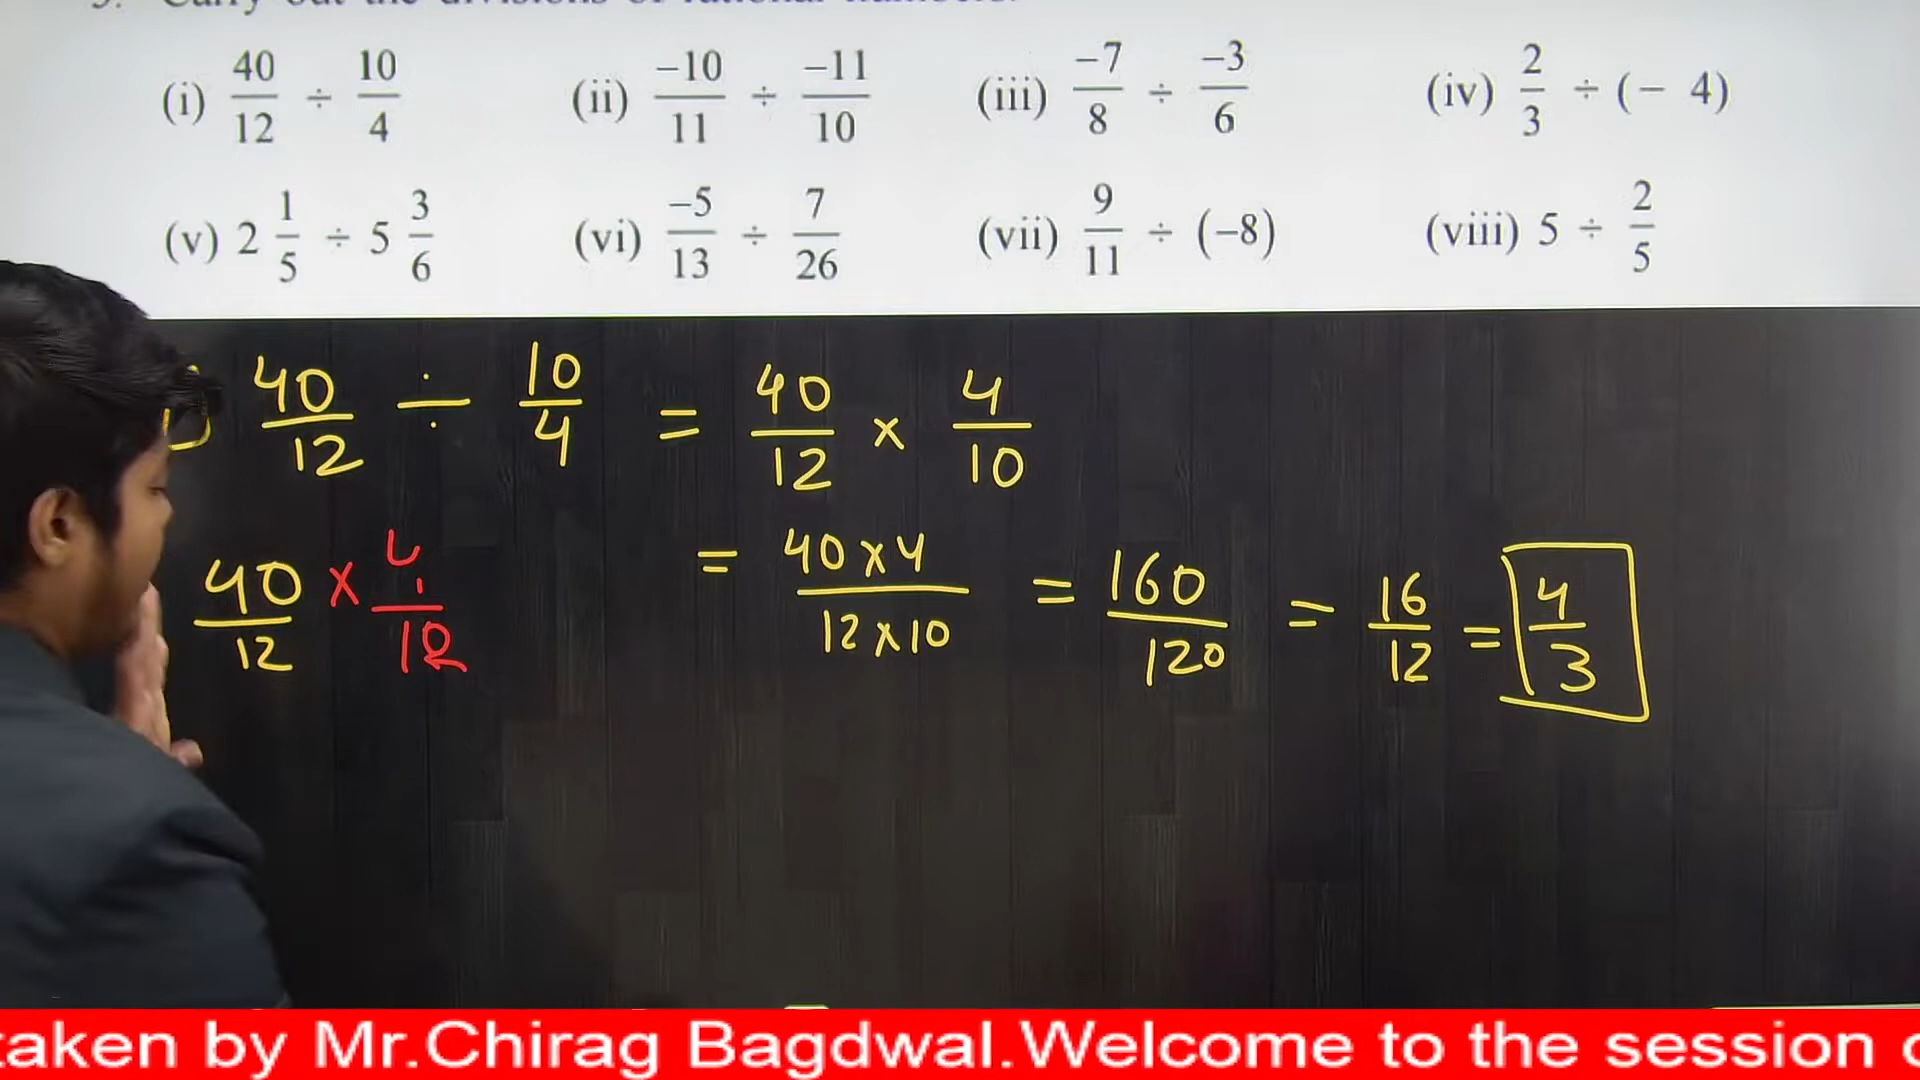 Carry out the divisions of rational numbers.
(i) 40/12 ÷ 10/4 (ii) −10/11 ÷ −11/10 (iii) −7/8 ÷ −3/6 (iv) 2/3 ÷ (− 4)
(v) 2 1/5 ÷ 5 3/6 (vi) −5/13 ÷ 7/26 (vii) 9/11 ÷ (−8) (viii) 5 ÷ 2/5
40/12 ÷ 10/4 = 40/12 × 4/10
40/12 × = 40×4/12×10 = 160/120 = 16/12 = 4/3
taken by Mr.Chirag Bagdwal.Welcome to the session